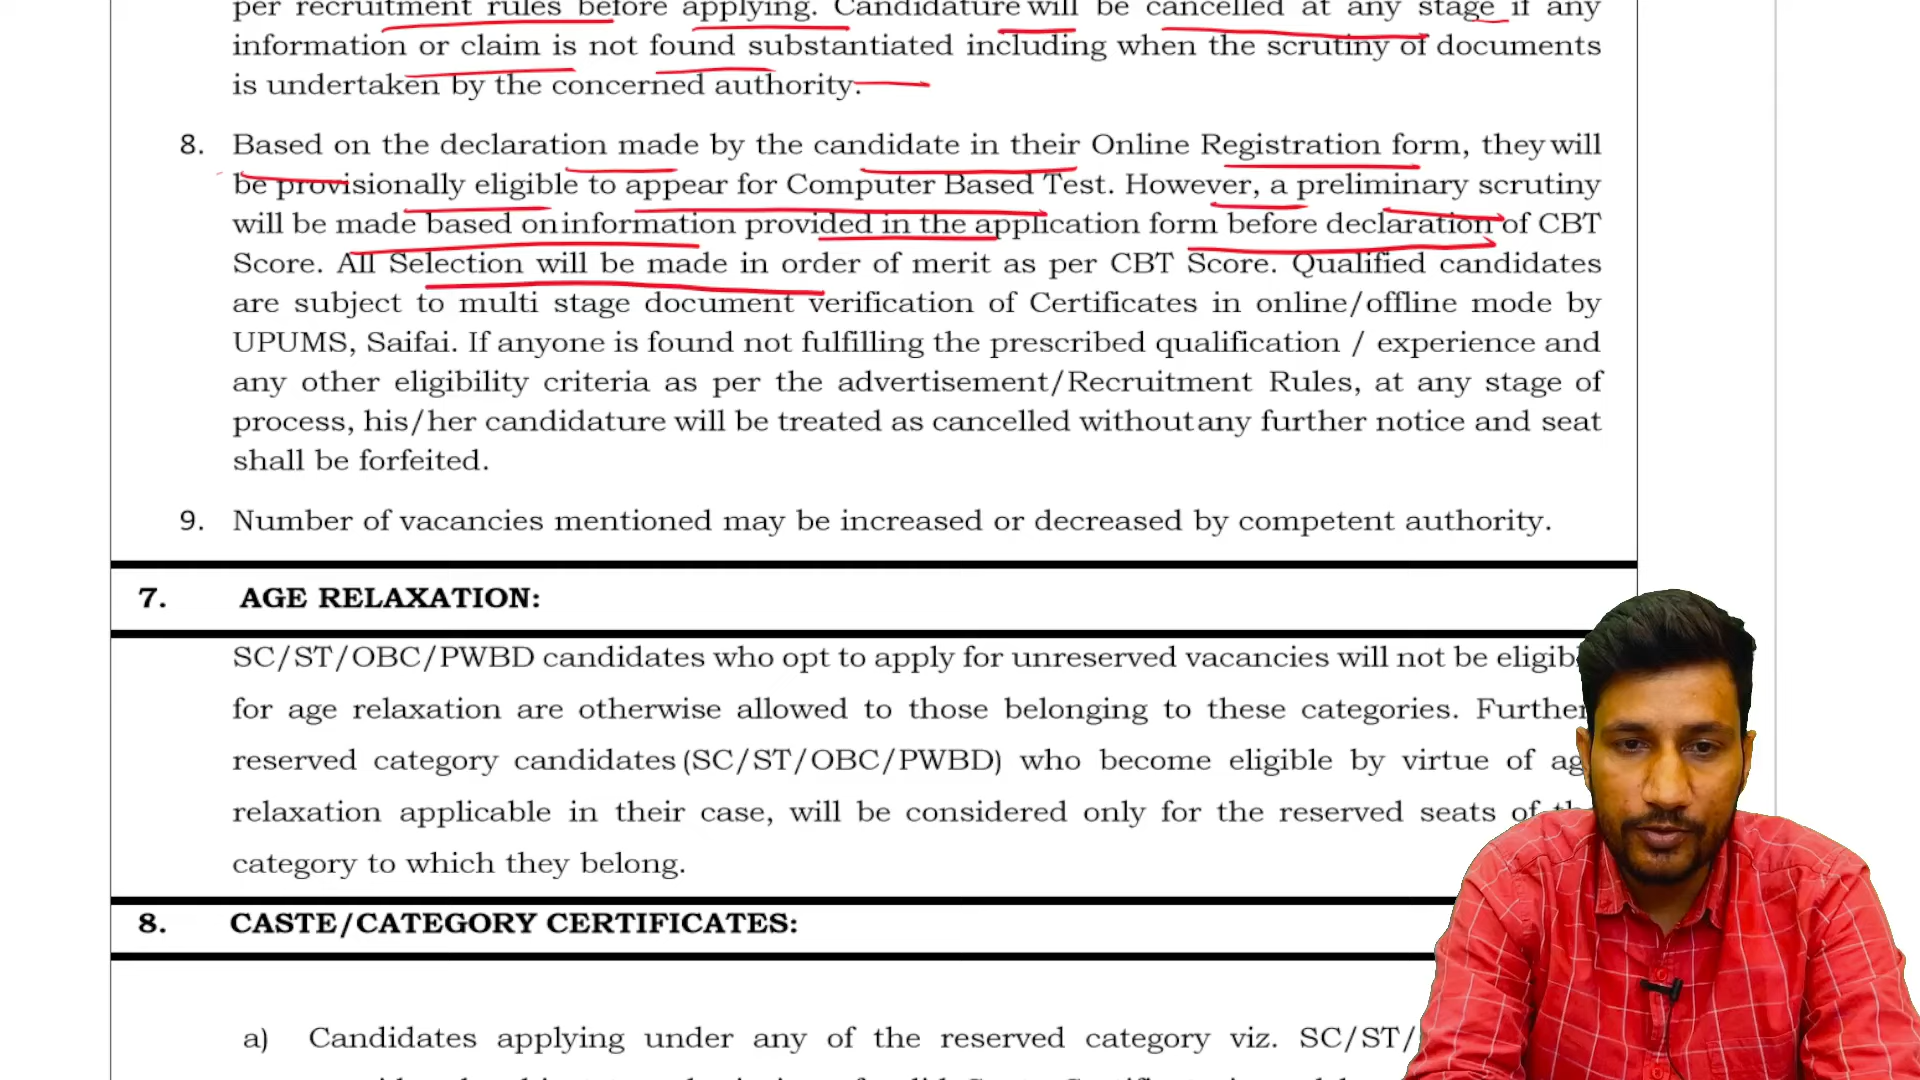 per recruitment rules before applying. Candidature will be cancelled at any stage if any
information or claim is not found substantiated including when the scrutiny of documents
is undertaken by the concerned authority.
8. Based on the declaration made by the candidate in their Online Registration form, they will
be provisionally eligible to appear for Computer Based Test. However, a preliminary scrutiny
will be made based on information provided in the application form before declaration of CBT
Score. All Selection will be made in order of merit as per CBT Score. Qualified candidates
are subject to multi stage document verification of Certificates in online/offline mode by
UPUMS, Saifai. If anyone is found not fulfilling the prescribed qualification / experience and
any other eligibility criteria as per the advertisement/Recruitment Rules, at any stage of
process, his/her candidature will be treated as cancelled without any further notice and seat
shall be forfeited.
9. Number of vacancies mentioned may be increased or decreased by competent authority.
7. AGE RELAXATION:
SC/ST/OBC/PWBD candidates who opt to apply for unreserved vacancies will not be
for age relaxation are otherwise allowed to those belonging to these categories. Further
reserved category candidates (SC/ST/OBC/PWBD) who become eligible by virtue of
relaxation applicable in their case, will be considered only for the reserved seats of
category to which they belong.
8. CASTE/CATEGORY CERTIFICATES:
a) Candidates applying under any of the reserved category viz. SC/ST/